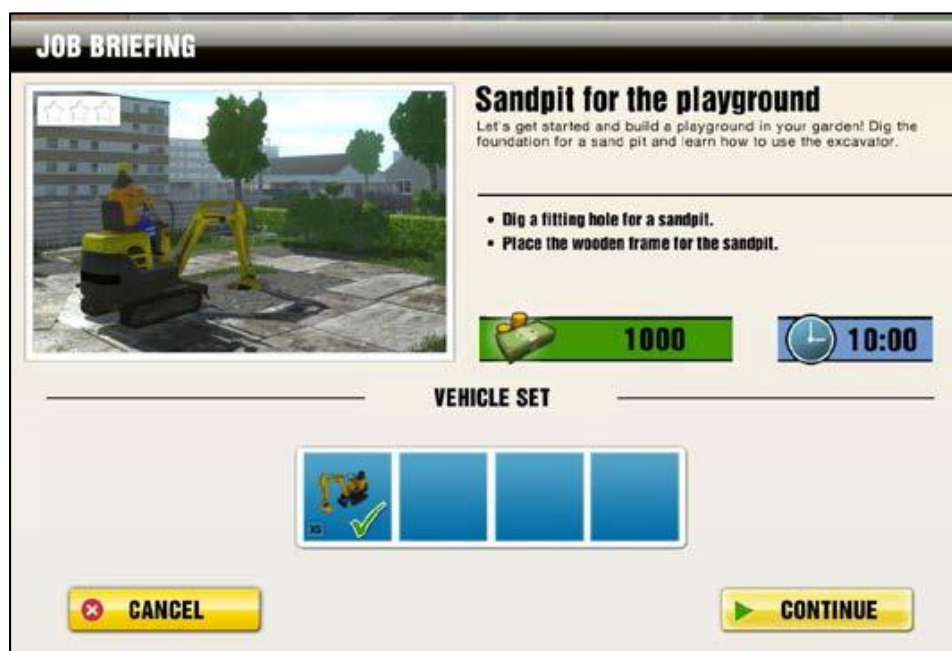 JOB BRIEFING
Sandpit for the playground
Let's get started and build a playground in your garden! Dig the
foundation for a sand pit and learn how to use the excavator.
• Dig a fitting hole for a sandpit.
• Place the wooden frame for the sandpit.
1000
10:00
VEHICLE SET
XS
CANCEL
CONTINUE